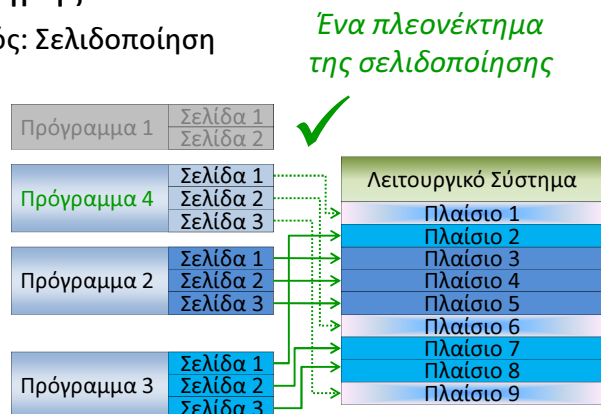 ός: Σελιδοποίηση
Ένα πλεονέκτημα
της σελιδοποίησης
Πρόγραμμα 1
Σελίδα 1
Σελίδα 2
Πρόγραμμα 4
Σελίδα 1
Σελίδα 2
Σελίδα 3
Πρόγραμμα 2
Σελίδα 1
Σελίδα 2
Σελίδα 3
Πρόγραμμα 3
Σελίδα 1
Σελίδα 2
Σελίδα 3
Λειτουργικό Σύστημα
Πλαίσιο 1
Πλαίσιο 2
Πλαίσιο 3
Πλαίσιο 4
Πλαίσιο 5
Πλαίσιο 6
Πλαίσιο 7
Πλαίσιο 8
Πλαίσιο 9